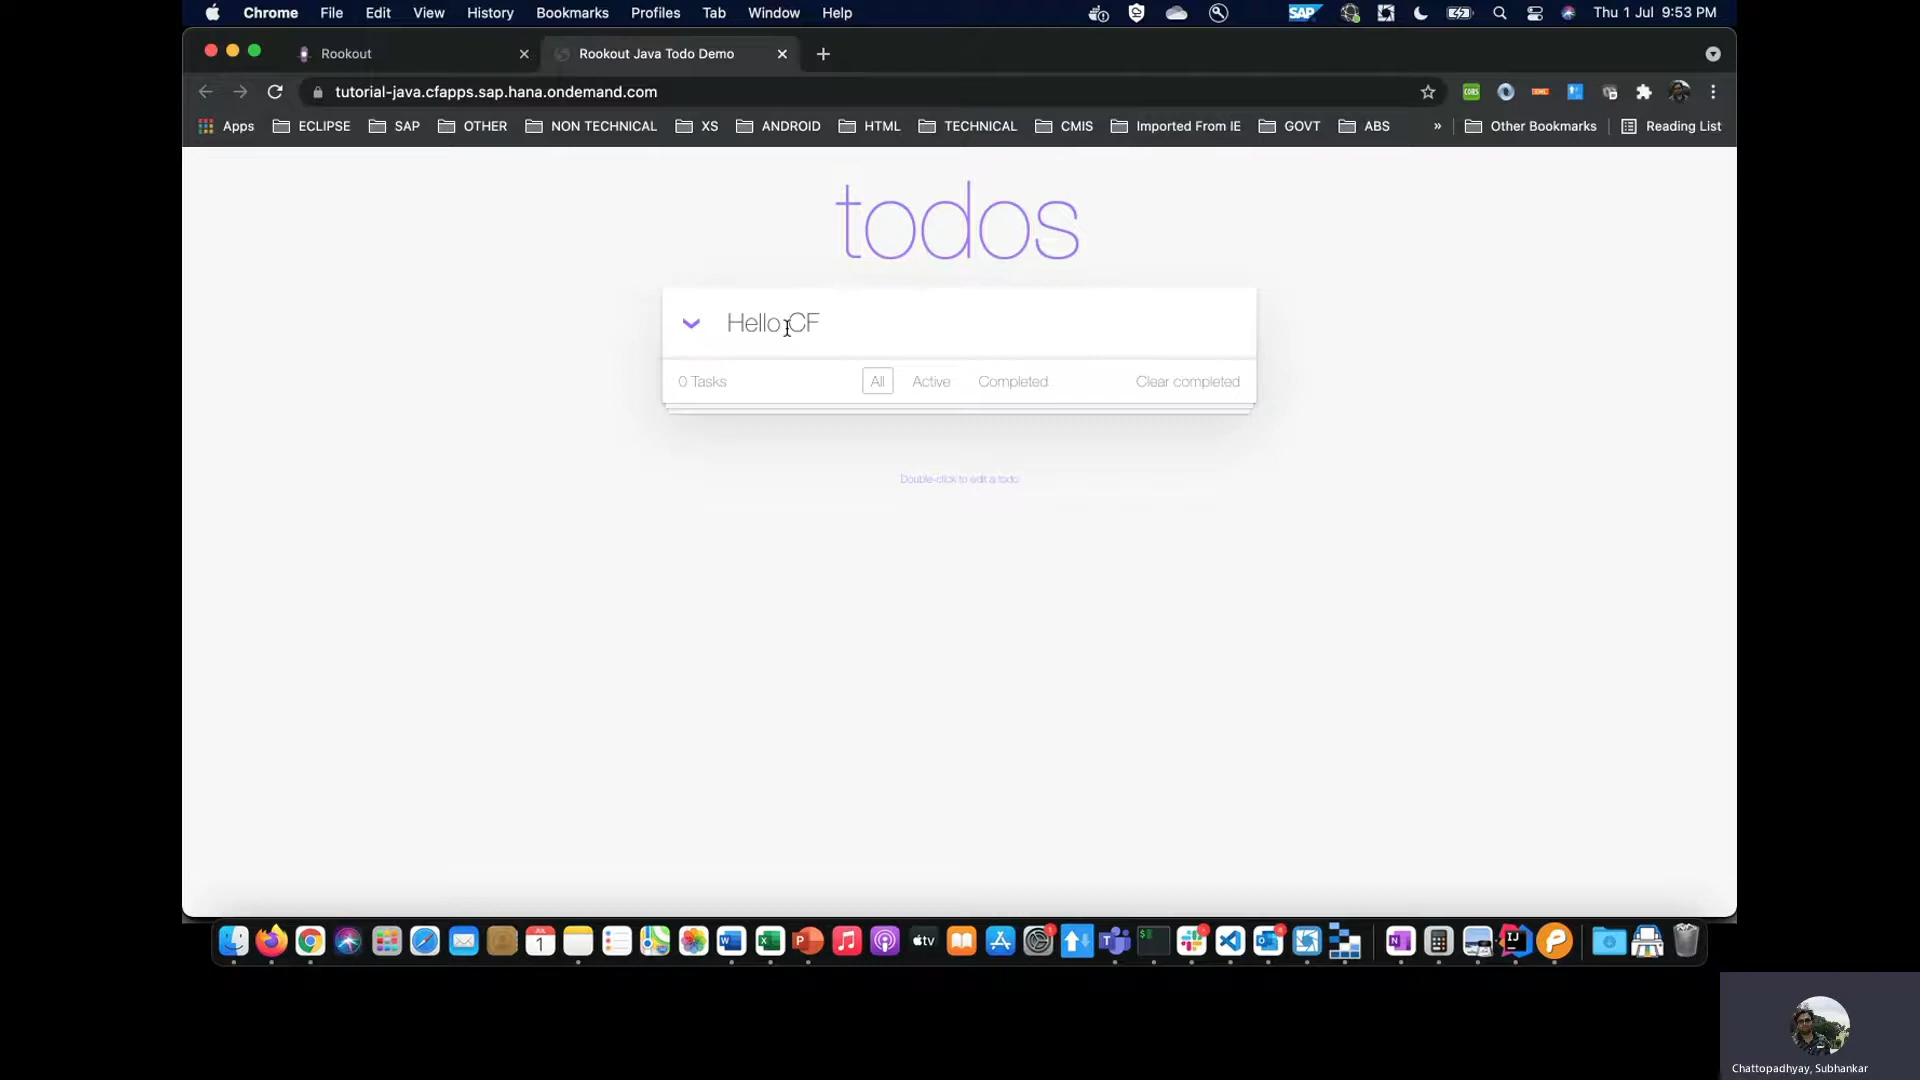 Chrome File Edit View History Bookmarks Profiles Tab Window Help SAP Thu 1 Jul 9:53 PM
Rookout Rookout Java Todo Demo
tutorial-java.cfapps.sap.hana.ondemand.com
Apps ECLIPSE SAP OTHER NON TECHNICAL XS ANDROID HTML TECHNICAL CMIS Imported From IE GOVT ABS » Other Bookmarks Reading List
todos
Hello CF
0 Tasks All Active Completed Clear completed
Double-click to edit a todo
Chattopadhyay, Subhankar